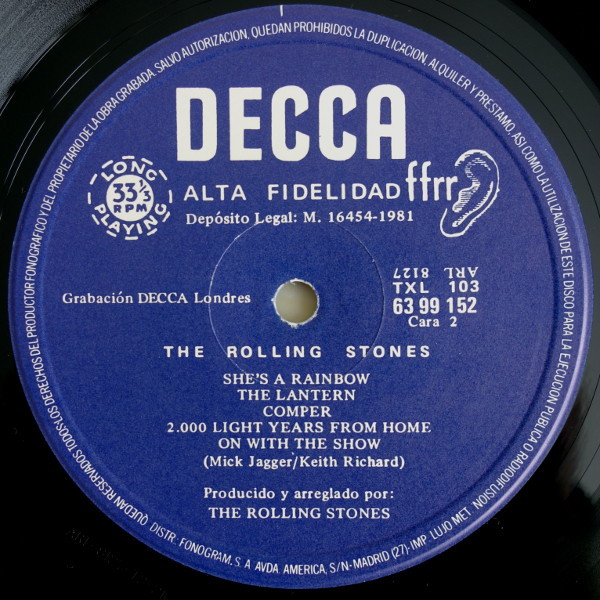 QUEDAN RESERVADOS TODOS LOS DERECHOS DEL PRODUCTOR FONOGRAFICO Y DEL PROPIETARIO DE LA OBRA GRABADA. SALVO AUTORIZACION, QUEDAN PROHIBIDOS LA DUPLICACION, ALQUILER Y PRESTAMO, ASI COMO LA UTILIZACION DE ESTE DISCO PARA LA EJECUCION PUBLICA O RADIODIFUSION
DECCA
LONG
33 1/3
RPM
PLAYING
ALTA FIDELIDAD ffrr
Depósito Legal: M. 16454-1981
ARL 8127
TXL 103
63 99 152
Cara 2
Grabación DECCA Londres
THE ROLLING STONES
SHE'S A RAINBOW
THE LANTERN
COMPER
2.000 LIGHT YEARS FROM HOME
ON WITH THE SHOW
(Mick Jagger/Keith Richard)
Producido y arreglado por:
THE ROLLING STONES
DISTR. FONOGRAM, S. A AVDA. AMERICA, S/N-MADRID (27)- IMP. LUJO MET.